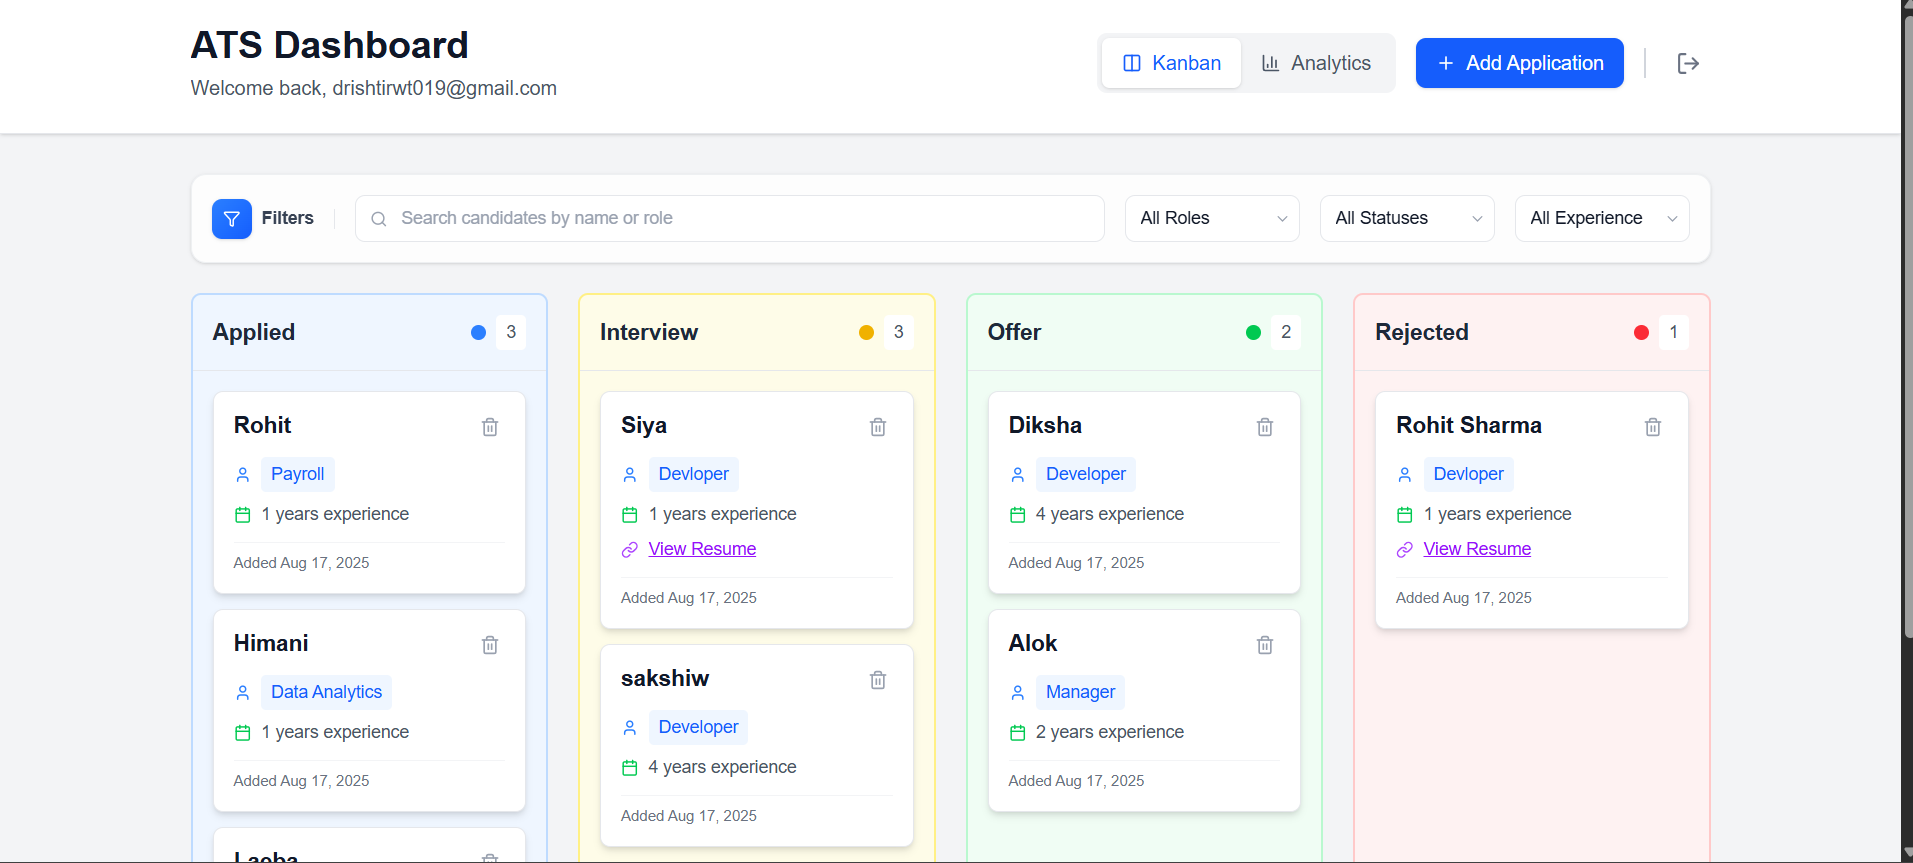 ATS Dashboard
Welcome back, drishtirwt019@gmail.com
Kanban
Analytics
Add Application
Filters
Search candidates by name or role
All Roles
All Statuses
All Experience
Applied
3
Rohit
Payroll
1 years experience
Added Aug 17, 2025
Himani
Data Analytics
1 years experience
Added Aug 17, 2025
Interview
3
Siya
Devloper
1 years experience
View Resume
Added Aug 17, 2025
sakshiw
Developer
4 years experience
Added Aug 17, 2025
Offer
2
Diksha
Developer
4 years experience
Added Aug 17, 2025
Alok
Manager
2 years experience
Added Aug 17, 2025
Rejected
1
Rohit Sharma
Devloper
1 years experience
View Resume
Added Aug 17, 2025